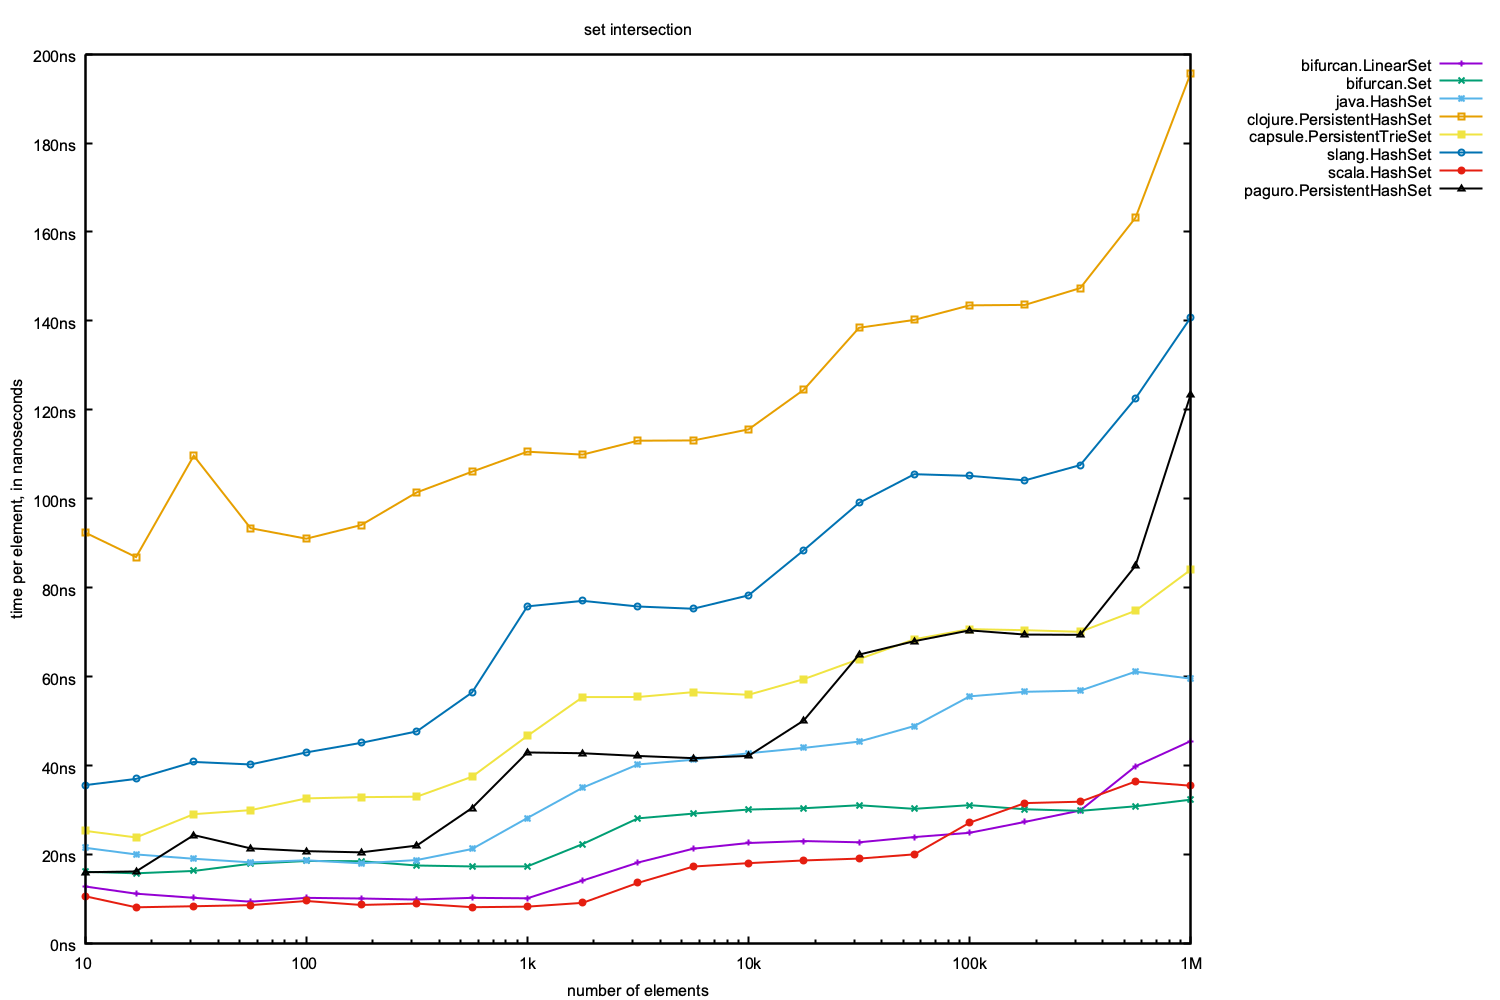 set intersection
200ns
180ns
160ns
140ns
120ns
100ns
80ns
60ns
40ns
20ns
0ns
time per element, in nanoseconds
10
100
1k
10k
100k
1M
number of elements
bifurcan.LinearSet
bifurcan.Set
java.HashSet
clojure.PersistentHashSet
capsule.PersistentTrieSet
slang.HashSet
scala.HashSet
paguro.PersistentHashSet